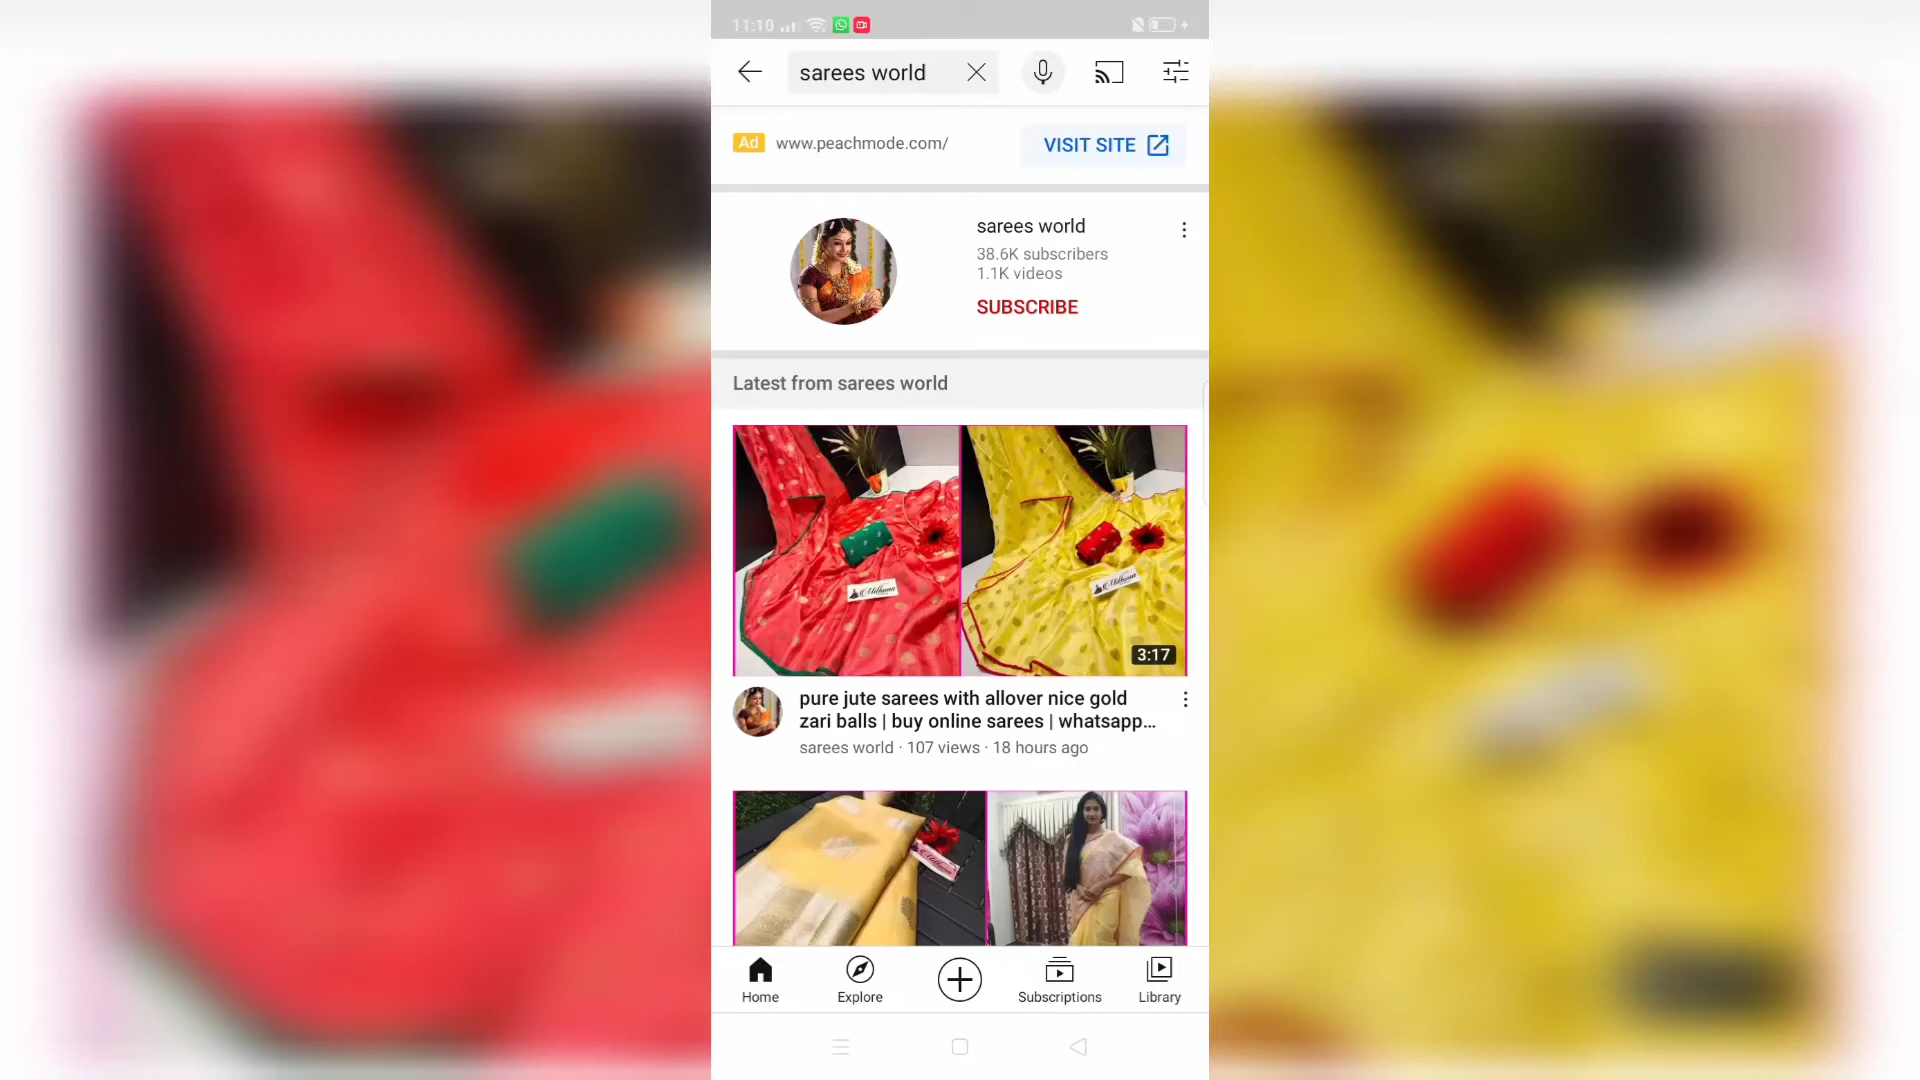 11:10
sarees world
Ad www.peachmode.com/ VISIT SITE
sarees world
38.6K subscribers
1.1K videos
SUBSCRIBE
Latest from sarees world
3:17
pure jute sarees with allover nice gold
zari balls | buy online sarees | whatsapp...
sarees world · 107 views · 18 hours ago
Home Explore Subscriptions Library